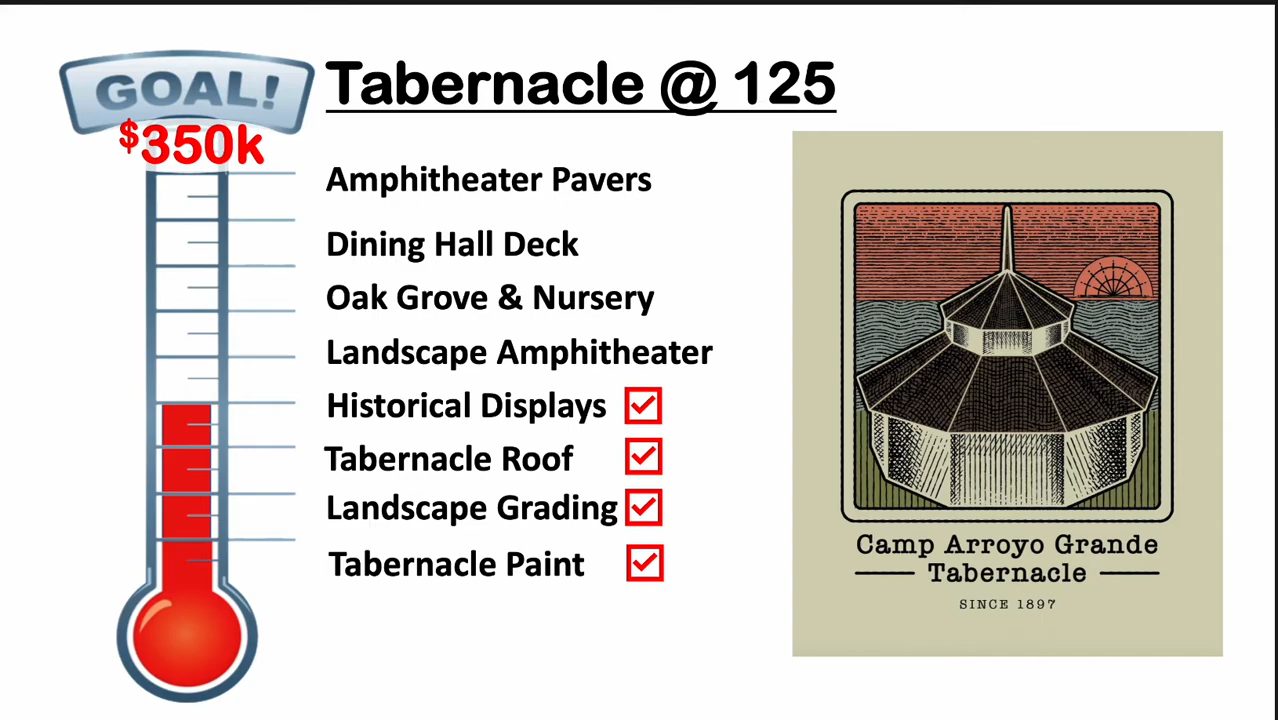 GOAL!
$350k
Tabernacle @ 125
Amphitheater Pavers
Dining Hall Deck
Oak Grove & Nursery
Landscape Amphitheater
Historical Displays
Tabernacle Roof
Landscape Grading
Tabernacle Paint
Camp Arroyo Grande
Tabernacle
SINCE 1897